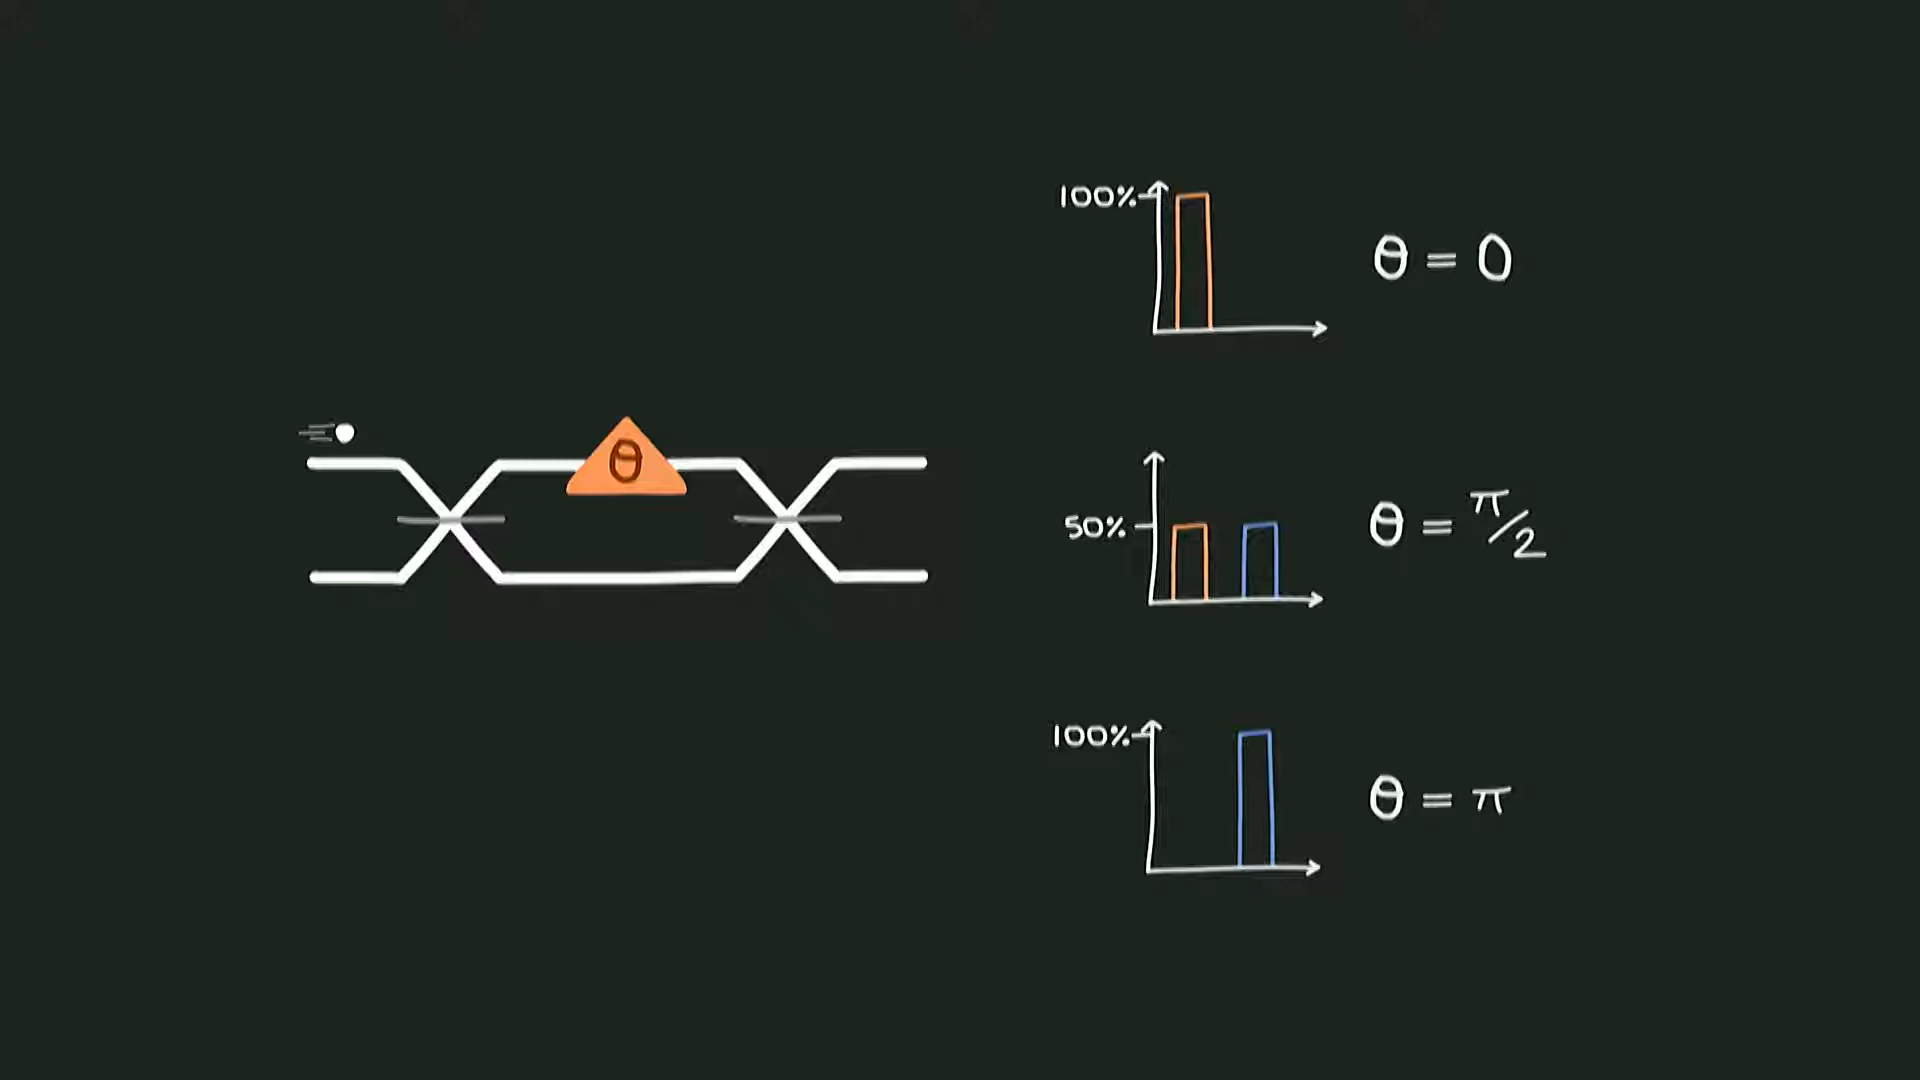 θ
100%
θ = 0
50%
θ = π/2
100%
θ = π